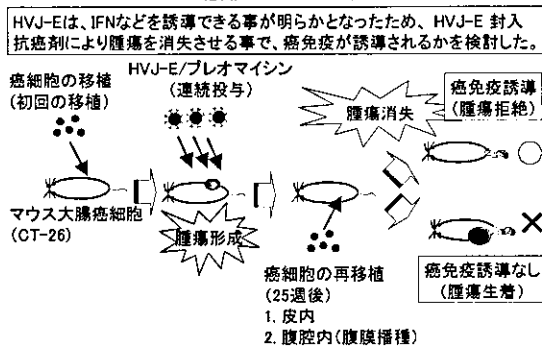 HVJ-Eは、IFNなどを誘導できる事が明らかとなったため、HVJ-E 封入
抗癌剤により腫瘍を消失させる事で、癌免疫が誘導されるかを検討した。
癌細胞の移植
(初回の移植)
HVJ-E/プレオマイシン
(連続投与)
腫瘍消失
癌免疫誘導
(腫瘍拒絶)
マウス大腸癌細胞
(CT-26)
腫瘍形成
癌細胞の再移植
(25週後)
1. 皮内
2. 腹腔内(腹膜播種)
癌免疫誘導なし
(腫瘍生着)